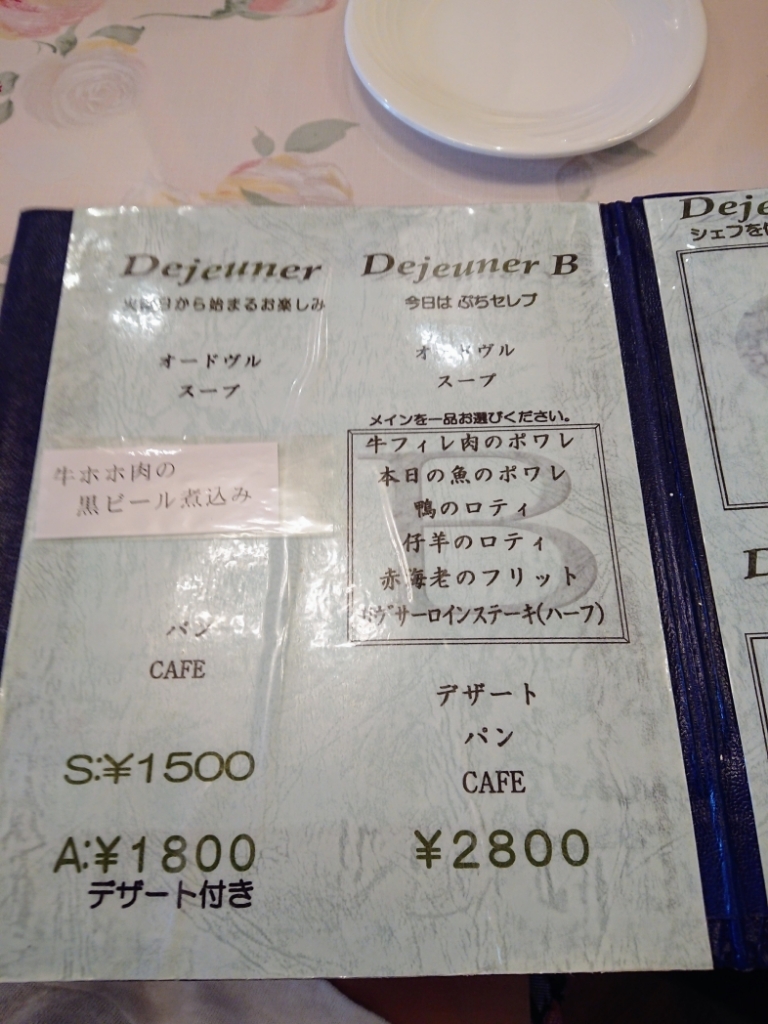 Dejeuner
から始まるお楽しみ
オードヴル
スープ
牛ホホ肉の
黒ビール煮込み
パン
CAFE
S:¥1500
A:¥1800
デザート付き
Dejeuner B
今日は ぷちセレブ
オードヴル
スープ
メインを一品お選びください。
牛フィレ肉のポワレ
本日の魚のポワレ
鴨のロティ
仔羊のロティ
赤海老のフリット
サーロインステーキ(ハーフ)
B
デザート
パン
CAFE
¥2800
Deje
シェフを
D